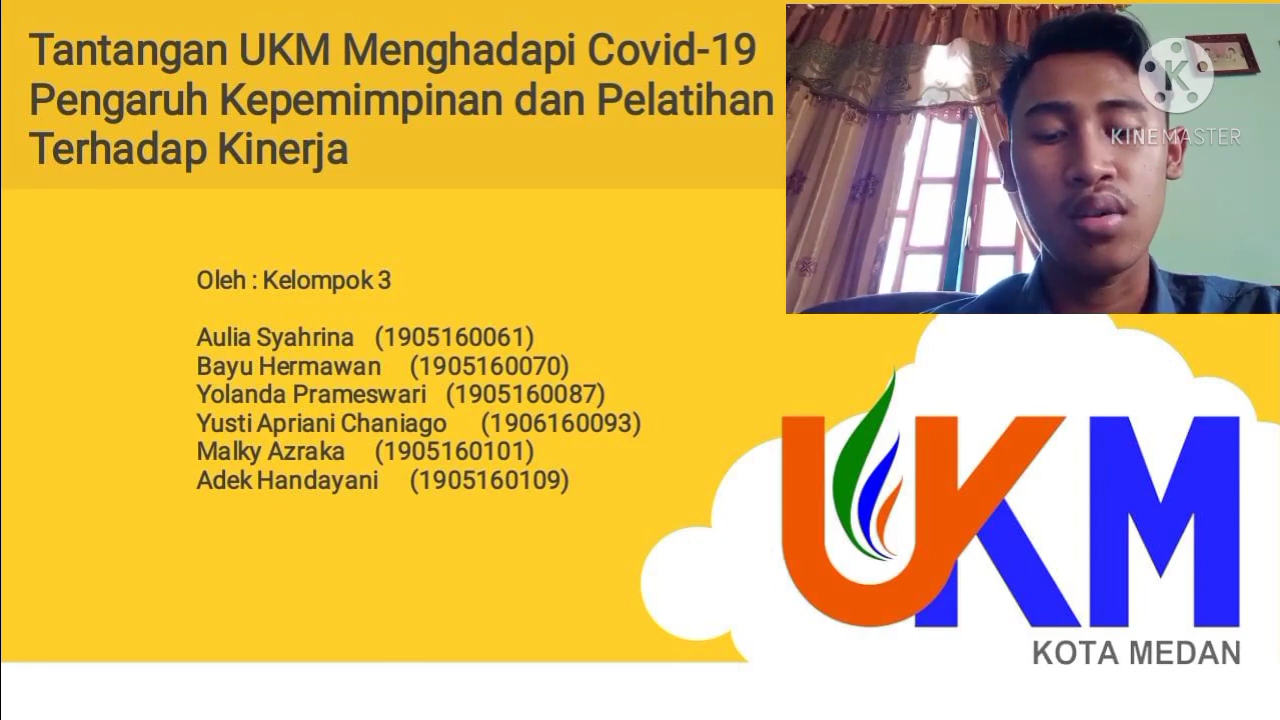 Tantangan UKM Menghadapi Covid-19
Pengaruh Kepemimpinan dan Pelatihan
Terhadap Kinerja
K
KINEMASTER
Oleh : Kelompok 3
Aulia Syahrina (1905160061)
Bayu Hermawan (1905160070)
Yolanda Prameswari (1905160087)
Yusti Apriani Chaniago (1906160093)
Malky Azraka (1905160101)
Adek Handayani (1905160109)
UKM
KOTA MEDAN